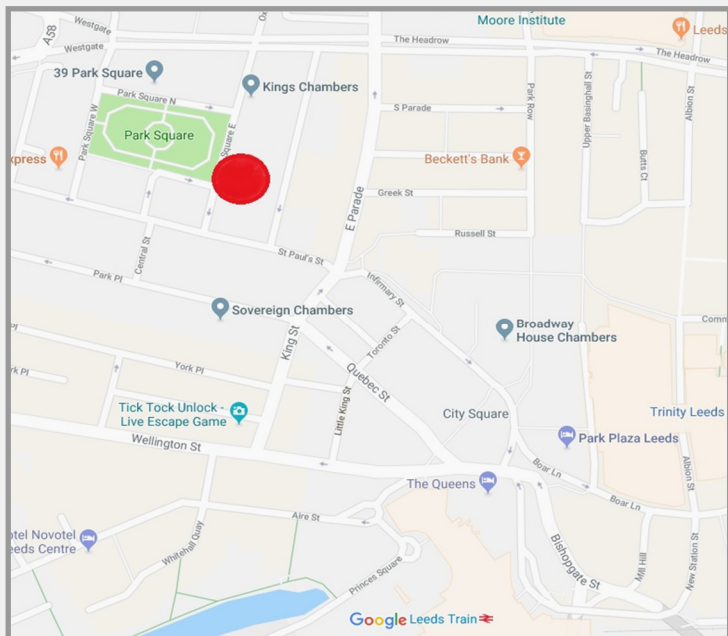 Moore Institute
Leeds
A58
Westgate
Westgate
Ox
The Headrow
The Headrow
39 Park Square
Kings Chambers
Park Square N
Park Square W
Park Square
Square E
S Parade
Park Row
Upper Basinghall St
Albion St
Butts Ct
xpress
Beckett's Bank
Greek St
E Parade
Russell St
Central St
St Paul's St
Park Pl
Infirmary St
Sovereign Chambers
Broadway
House Chambers
Comm
King St
Toronto St
Pl
York Pl
Quebec St
rk Pl
Little King St
Tick Tock Unlock -
Live Escape Game
City Square
Trinity Leeds
Wellington St
Park Plaza Leeds
Boar Ln
Albion St
The Queens
Boar Ln
Aire St
otel Novotel
eeds Centre
Whitehall Quay
Bishopgate St
Mill Hill
New Station St
Princes Square
Google
Leeds Train